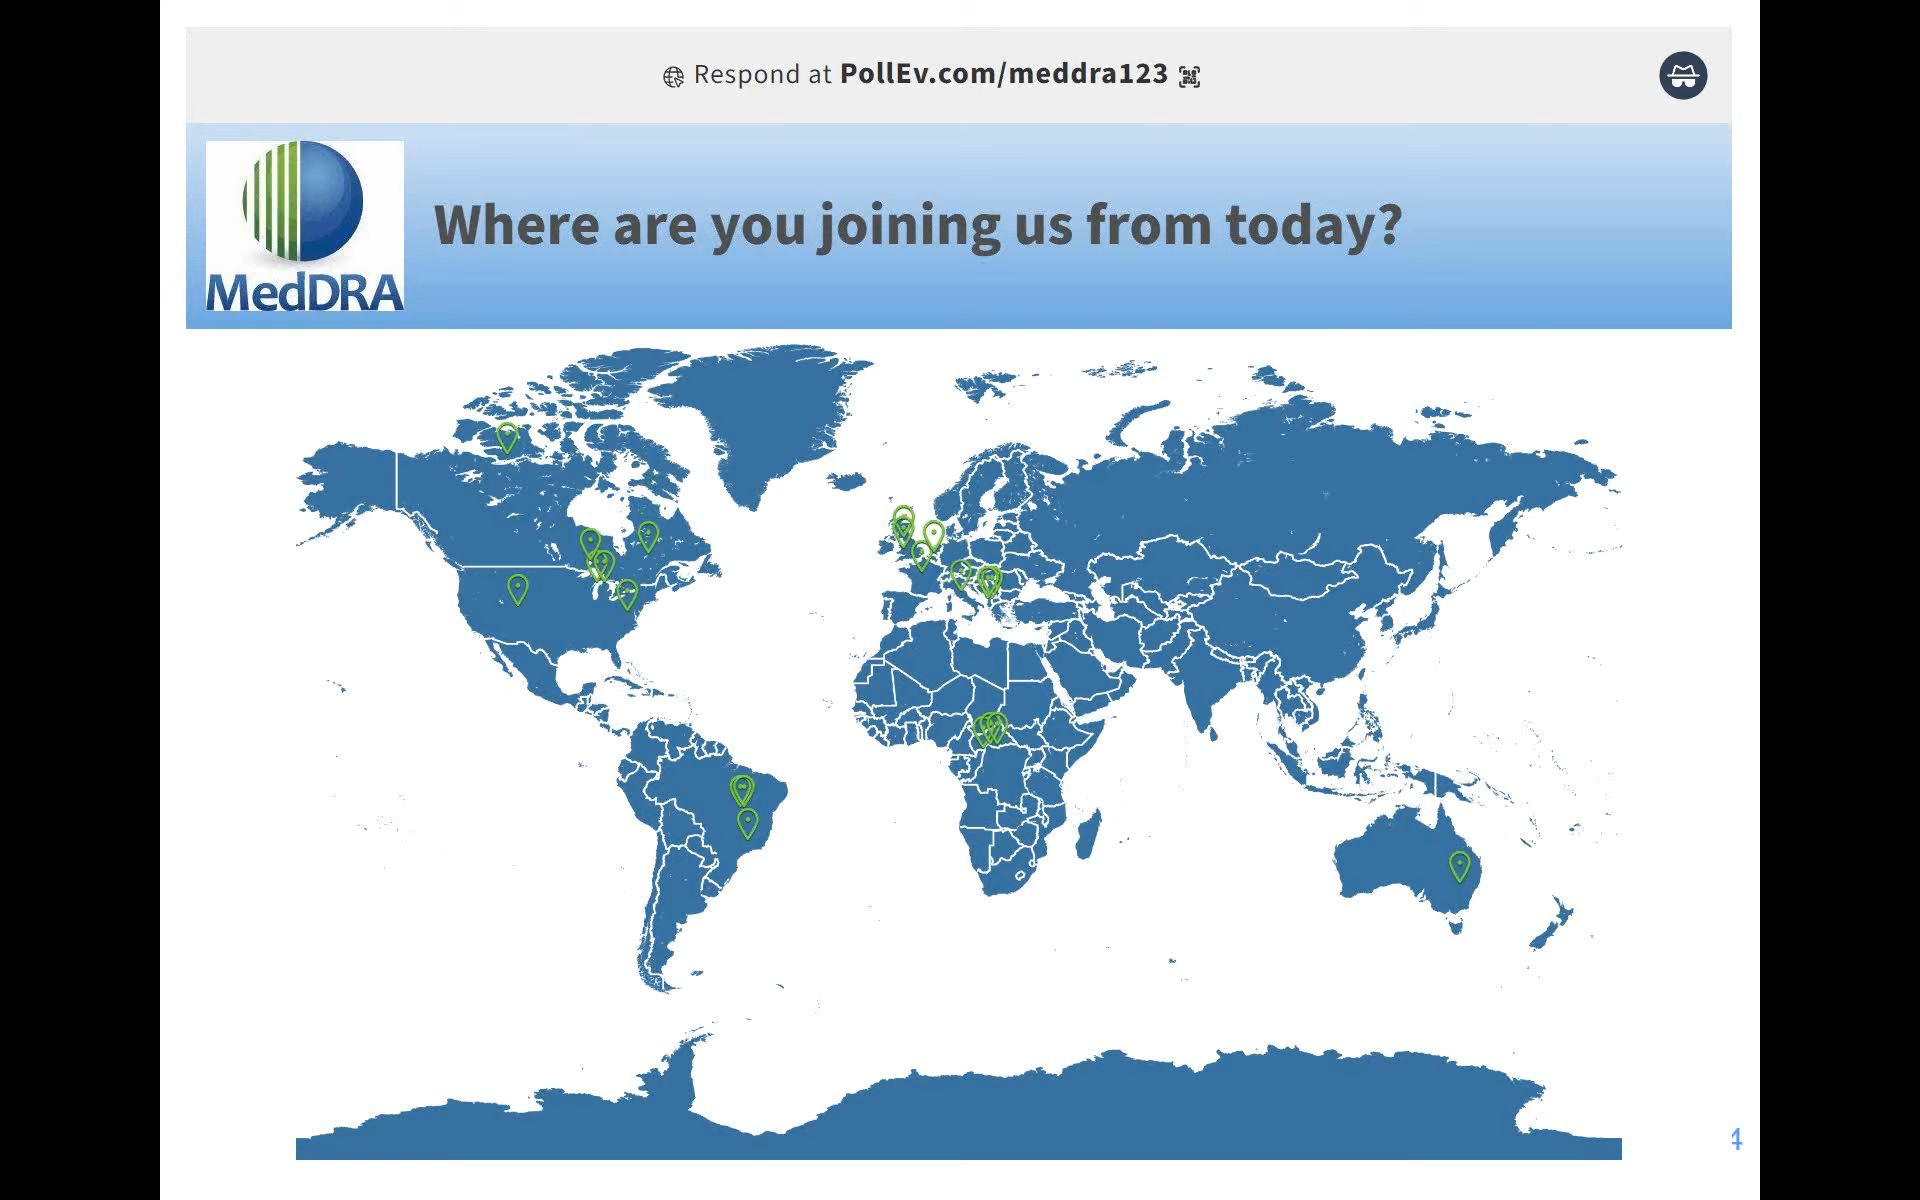 Respond at PollEv.com/meddra123
MedDRA
Where are you joining us from today?
4